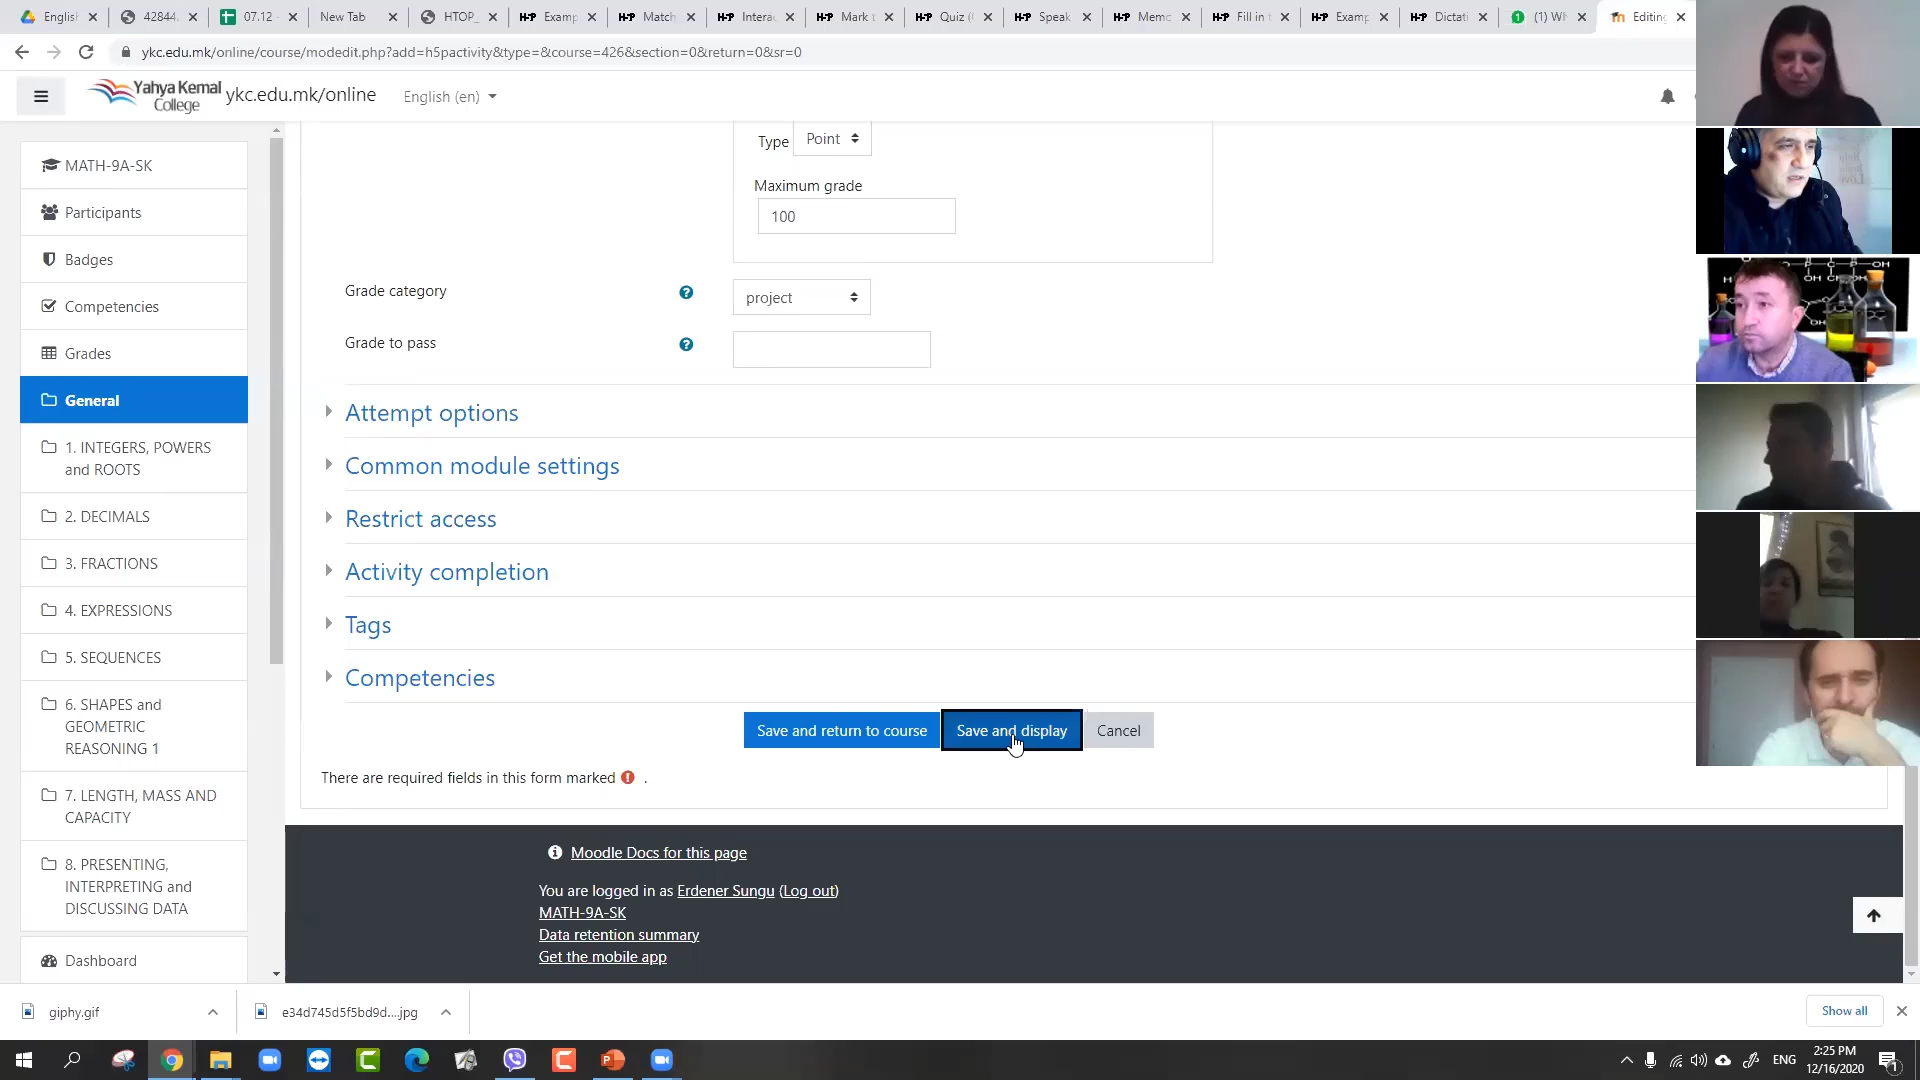 Englis
42844
07.12 -
New Tab
HTOP_
H-P Examp
H-P Match
H-P Intera
H-P Mark t
H-P Quiz (
H-P Speak
H-P Memo
H-P Fill in t
H-P Examp
H-P Dictati
(1) Wh
Editing
ykc.edu.mk/online/course/modedit.php?add=h5pactivity&type=&course=426&section=0&return=0&sr=0
Yahya Kemal
College
ykc.edu.mk/online
English (en)
MATH-9A-SK
Participants
Badges
Competencies
Grades
General
1. INTEGERS, POWERS
and ROOTS
2. DECIMALS
3. FRACTIONS
4. EXPRESSIONS
5. SEQUENCES
6. SHAPES and
GEOMETRIC
REASONING 1
7. LENGTH, MASS AND
CAPACITY
8. PRESENTING,
INTERPRETING and
DISCUSSING DATA
Dashboard
Type Point
Maximum grade
100
Grade category
project
Grade to pass
Attempt options
Common module settings
Restrict access
Activity completion
Tags
Competencies
Save and return to course
Save and display
Cancel
There are required fields in this form marked .
Moodle Docs for this page
You are logged in as Erdener Sungu (Log out)
MATH-9A-SK
Data retention summary
Get the mobile app
giphy.gif
e34d745d5f5bd9d....jpg
Show all
ENG
2:25 PM
12/16/2020
1